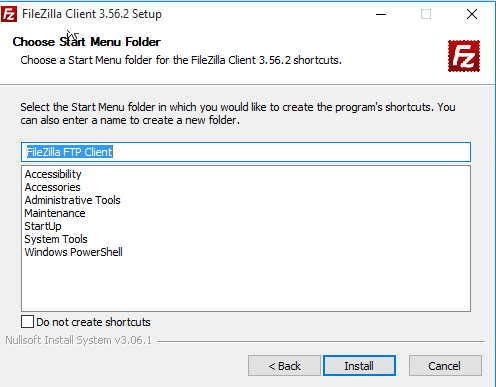 FileZilla Client 3.56.2 Setup
Choose Start Menu Folder
Choose a Start Menu folder for the FileZilla Client 3.56.2 shortcuts.
Fz
Select the Start Menu folder in which you would like to create the program's shortcuts. You
can also enter a name to create a new folder.
FileZilla FTP Client
Accessibility
Accessories
Administrative Tools
Maintenance
StartUp
System Tools
Windows PowerShell
Do not create shortcuts
Nullsoft Install System v3.06.1
< Back
Install
Cancel